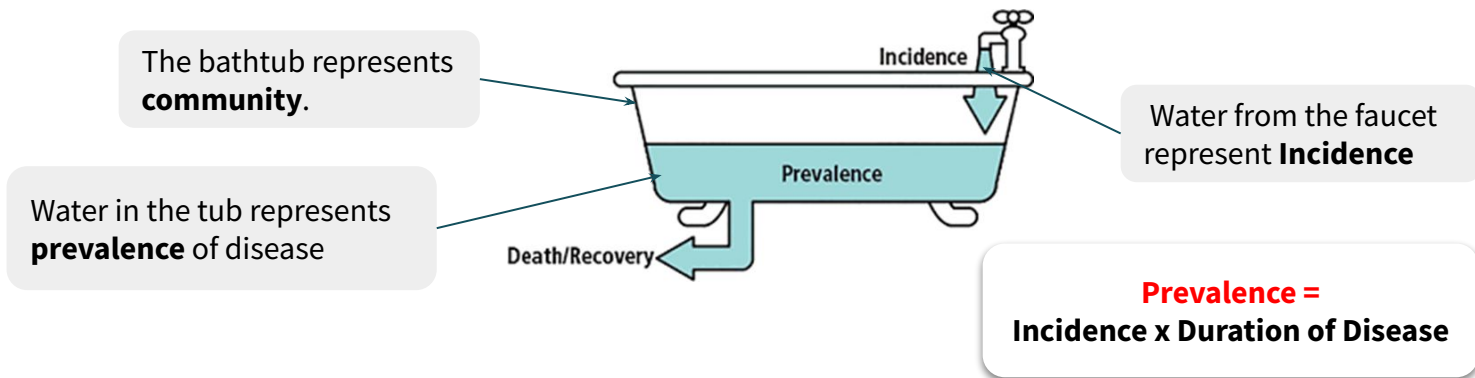 The bathtub represents
community.
Incidence
Water from the faucet
represent Incidence
Prevalence
Water in the tub represents
prevalence of disease
Death/Recovery
Prevalence =
Incidence x Duration of Disease